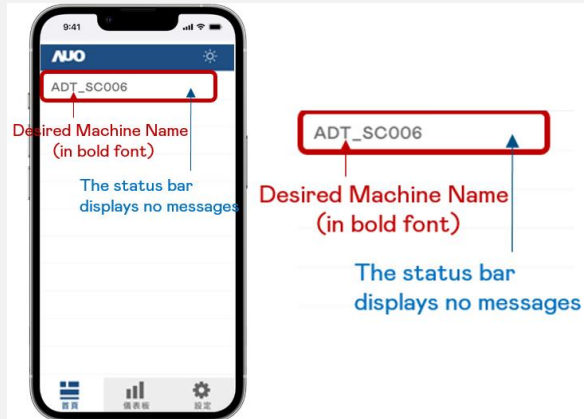 9:41
AUO
ADT_SC006
Desired Machine Name
(in bold font)
The status bar
displays no messages
首頁
儀表板
設定
ADT_SC006
Desired Machine Name
(in bold font)
The status bar
displays no messages